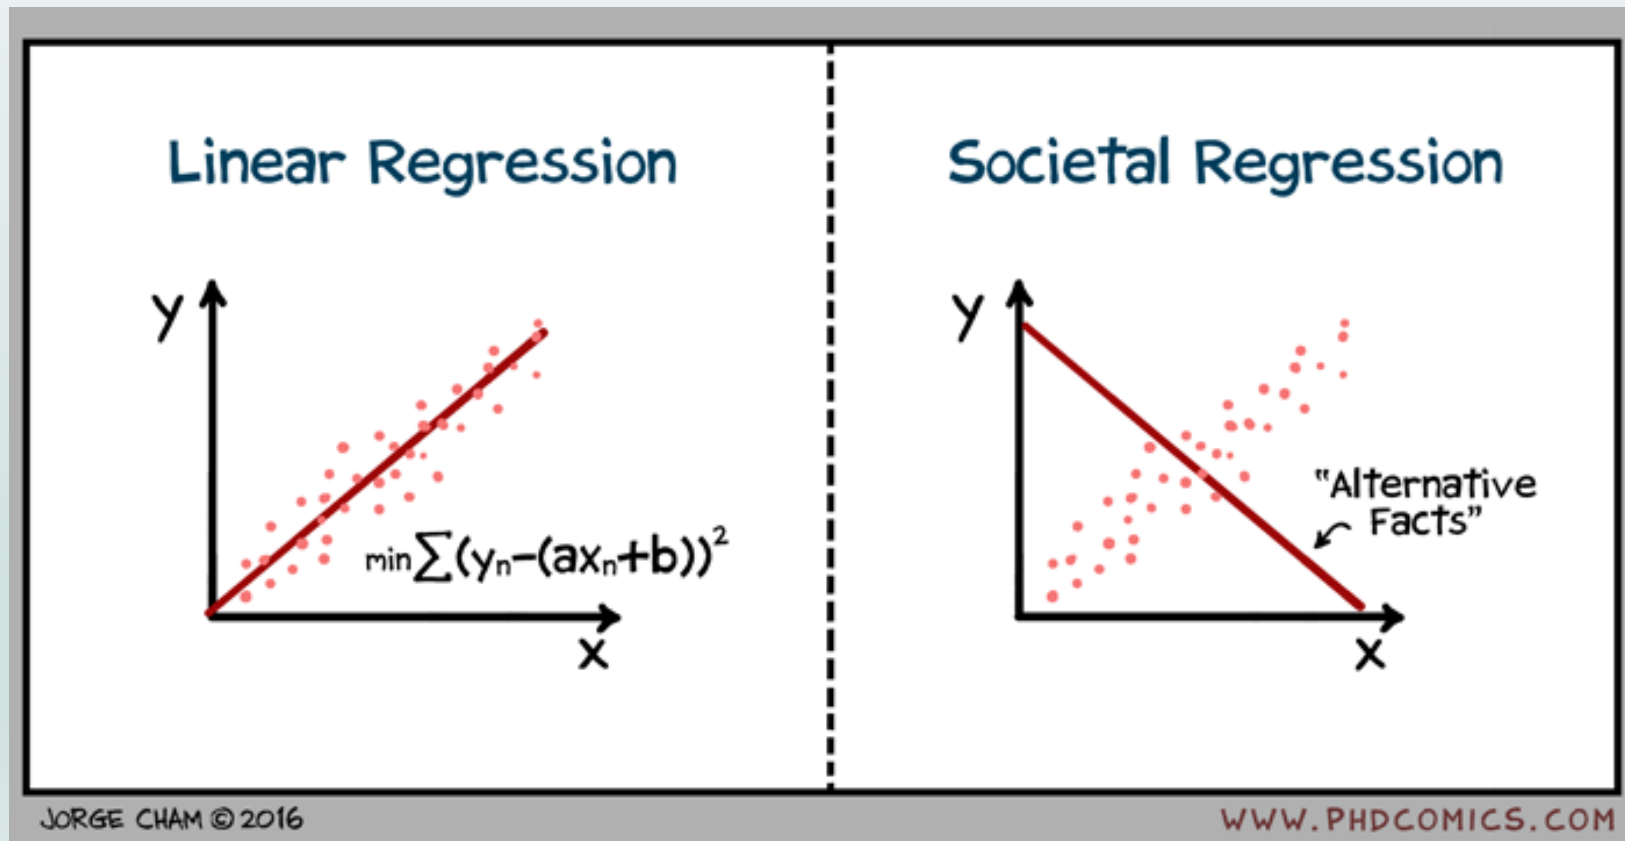 Linear Regression
y
min∑(yₙ-(axₙ+b))²
x
Societal Regression
y
"Alternative
Facts"
x
JORGE CHAM © 2016
WWW.PHDCOMICS.COM